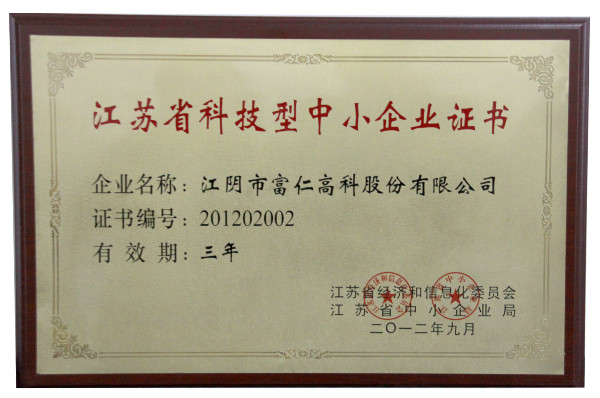 江苏省科技型中小企业证书
企业名称：江阴市富仁高科股份有限公司
证书编号：201202002
有 效 期：三年
江苏省经济和信息化委员会
江苏省中小企业局
二〇一二年九月